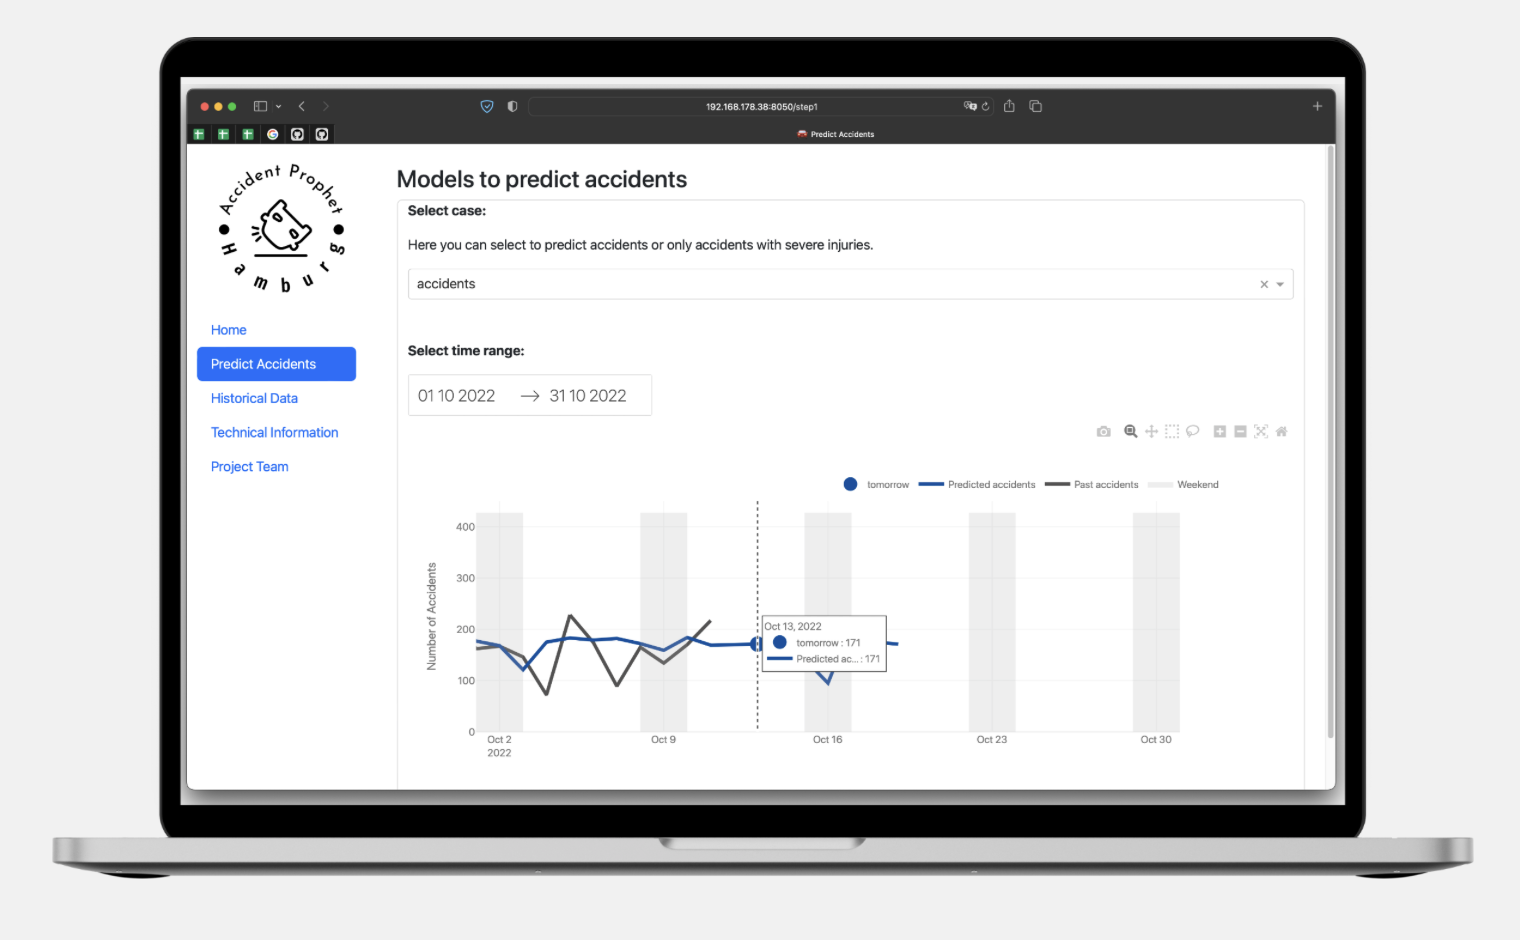 192.168.178.38:8050/step1
Predict Accidents
Accident Prophet
Hamburg
Models to predict accidents
Select case:
Here you can select to predict accidents or only accidents with severe injuries.
accidents
Home
Predict Accidents
Historical Data
Technical Information
Project Team
Select time range:
01 10 2022 → 31 10 2022
tomorrow Predicted accidents Past accidents Weekend
Number of Accidents
400
300
200
100
0
Oct 13, 2022
tomorrow : 171
Predicted ac... : 171
Oct 2 Oct 9 Oct 16 Oct 23 Oct 30
2022